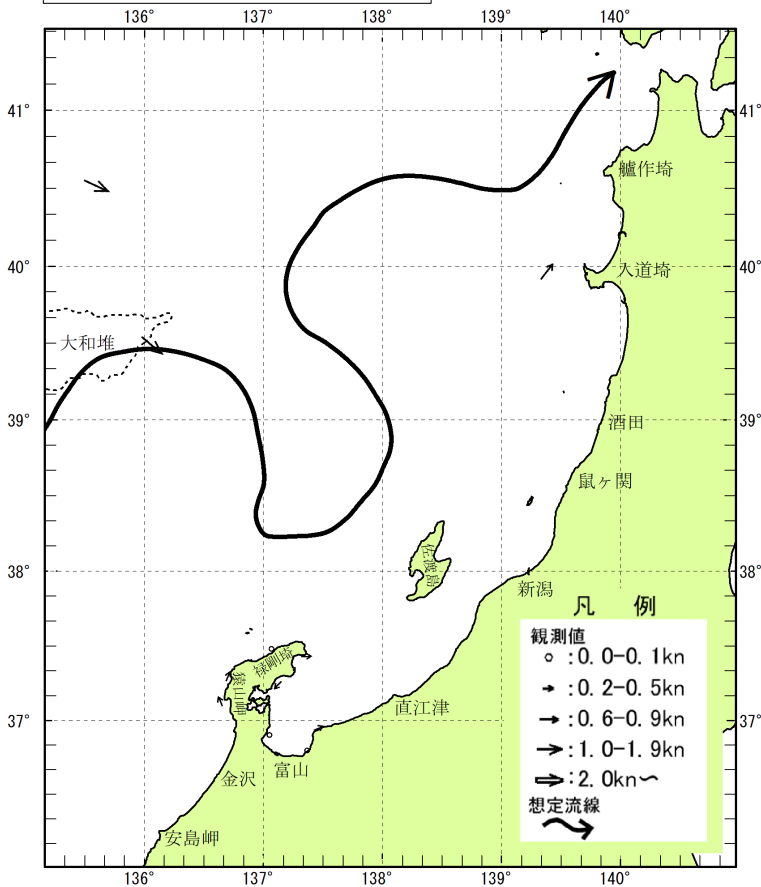 136° 137° 138° 139° 140°
41° 41°
艫作埼
40° 入道埼 40°
大和堆
39° 酒田 39°
鼠ヶ関
38° 佐渡島 38°
新潟
凡 例
観測値
:0.0-0.1kn
禄剛埼
猿山岬
:0.2-0.5kn
37° 直江津 :0.6-0.9kn 37°
:1.0-1.9kn
金沢 富山
:2.0kn～
想定流線
安島岬
136° 137° 138° 139° 140°